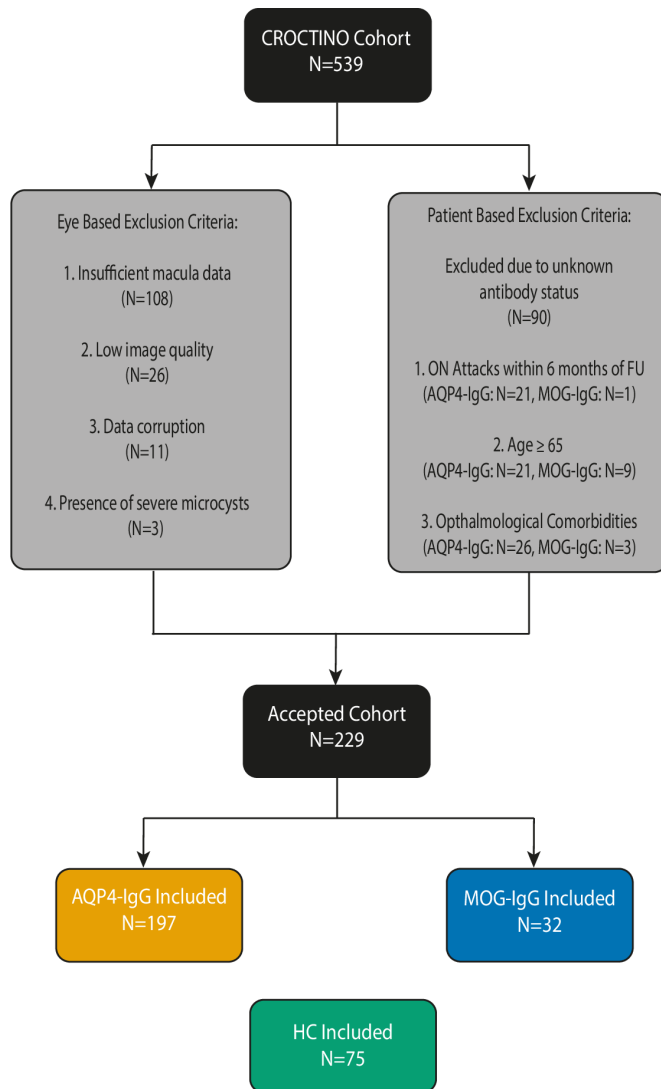 CROCTINO Cohort
N=539
Eye Based Exclusion Criteria:
1. Insufficient macula data
(N=108)
2. Low image quality
(N=26)
3. Data corruption
(N=11)
4. Presence of severe microcysts
(N=3)
Patient Based Exclusion Criteria:
Excluded due to unknown
antibody status
(N=90)
1. ON Attacks within 6 months of FU
(AQP4-IgG: N=21, MOG-IgG: N=1)
2. Age ≥ 65
(AQP4-IgG: N=21, MOG-IgG: N=9)
3. Opthalmological Comorbidities
(AQP4-IgG: N=26, MOG-IgG: N=3)
Accepted Cohort
N=229
AQP4-IgG Included
N=197
MOG-IgG Included
N=32
HC Included
N=75